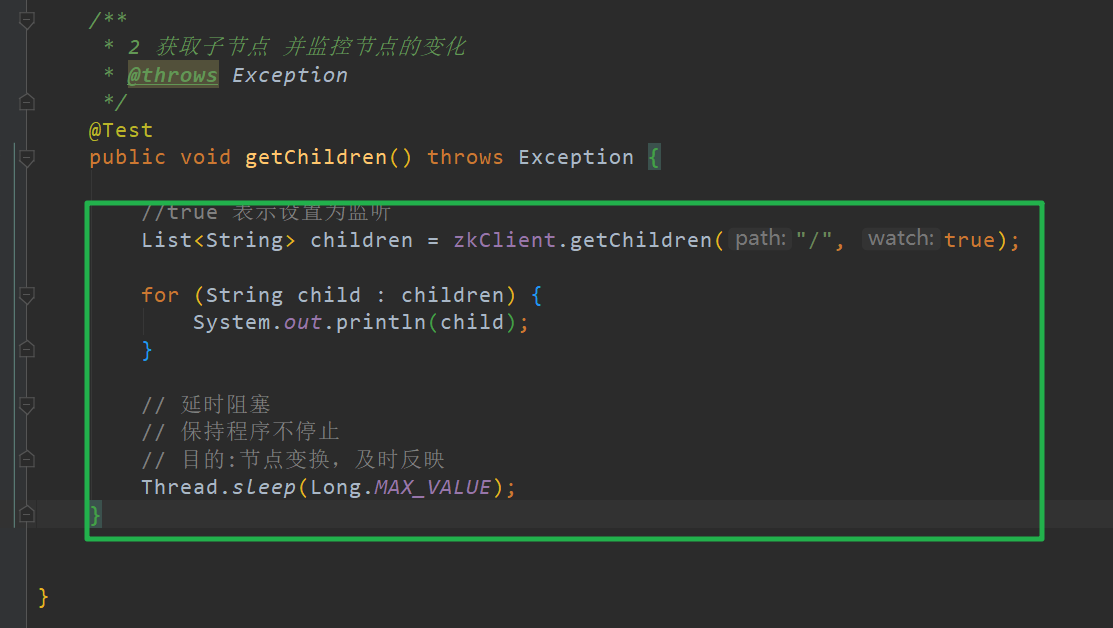 /**
* 2 获取子节点 并监控节点的变化
* @throws Exception
*/
@Test
public void getChildren() throws Exception {
//true 表示设置为监听
List<String> children = zkClient.getChildren( path: "/", watch: true);
for (String child : children) {
System.out.println(child);
}
// 延时阻塞
// 保持程序不停止
// 目的:节点变换，及时反映
Thread.sleep(Long.MAX_VALUE);
}
}